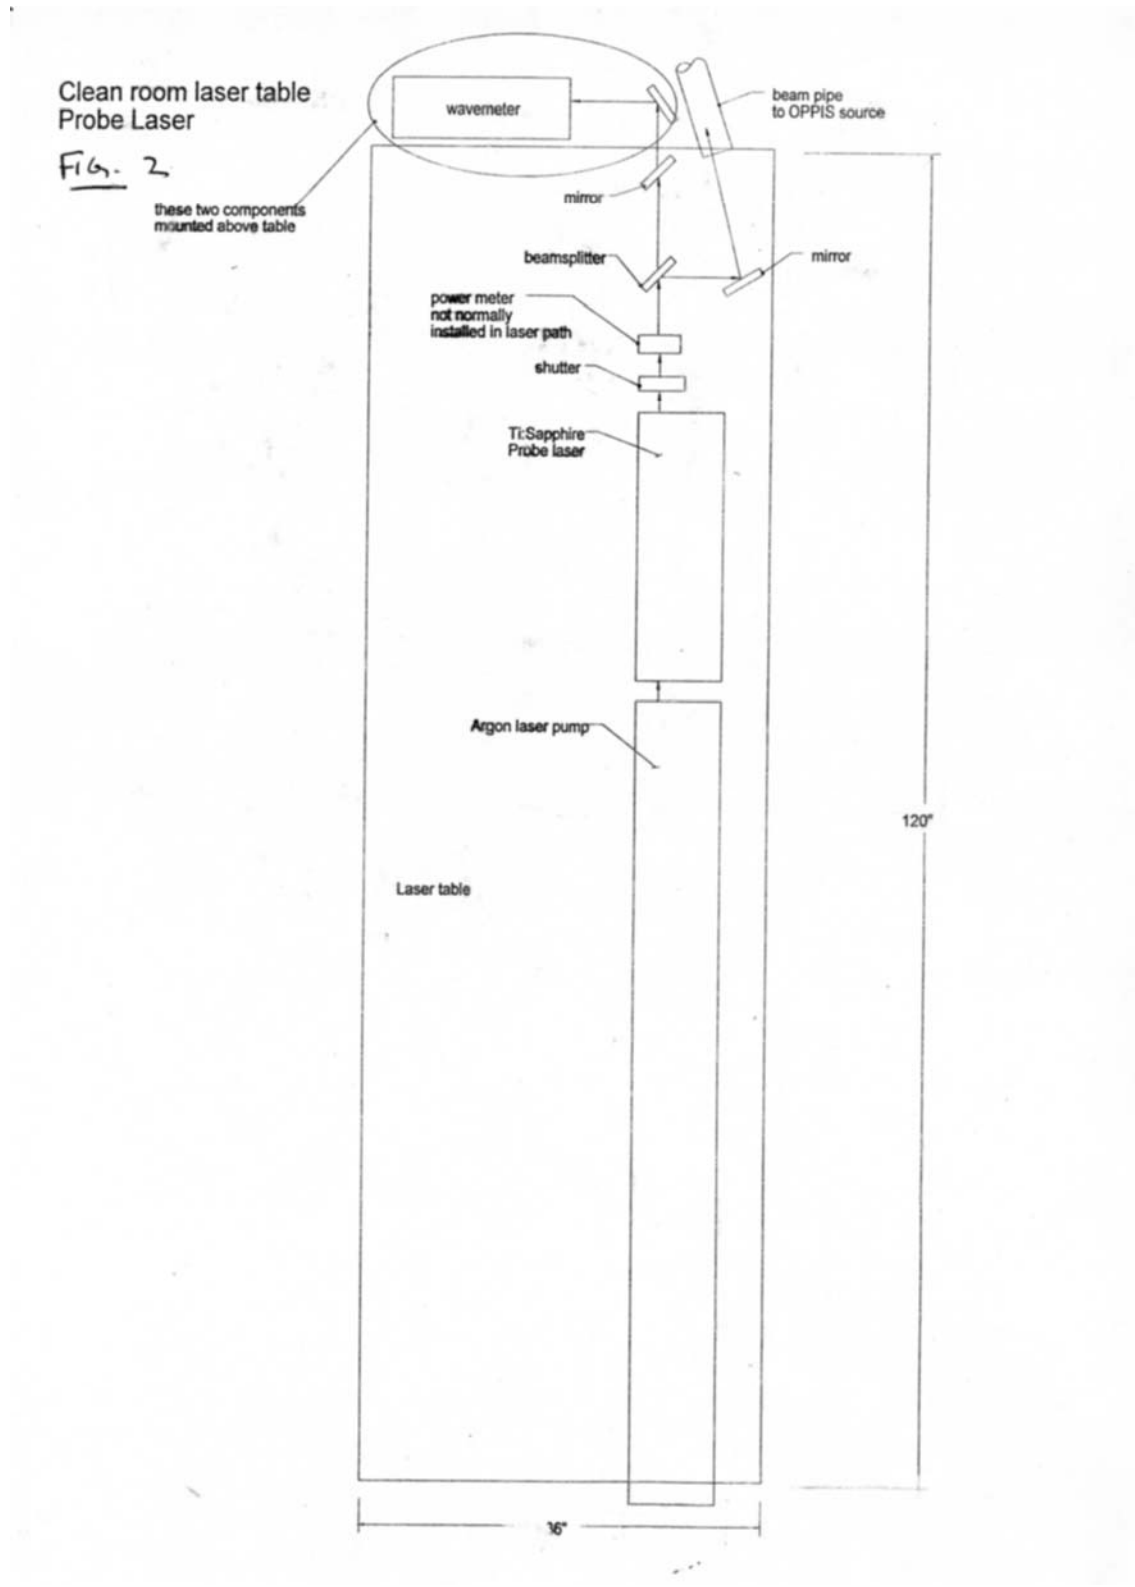 Clean room laser table
Probe Laser
FIG. 2
wavemeter
beam pipe
to OPPIS source
these two components
mounted above table
mirror
beamsplitter
mirror
power meter
not normally
installed in laser path
shutter
Ti:Sapphire
Probe laser
Argon laser pump
120"
Laser table
36"